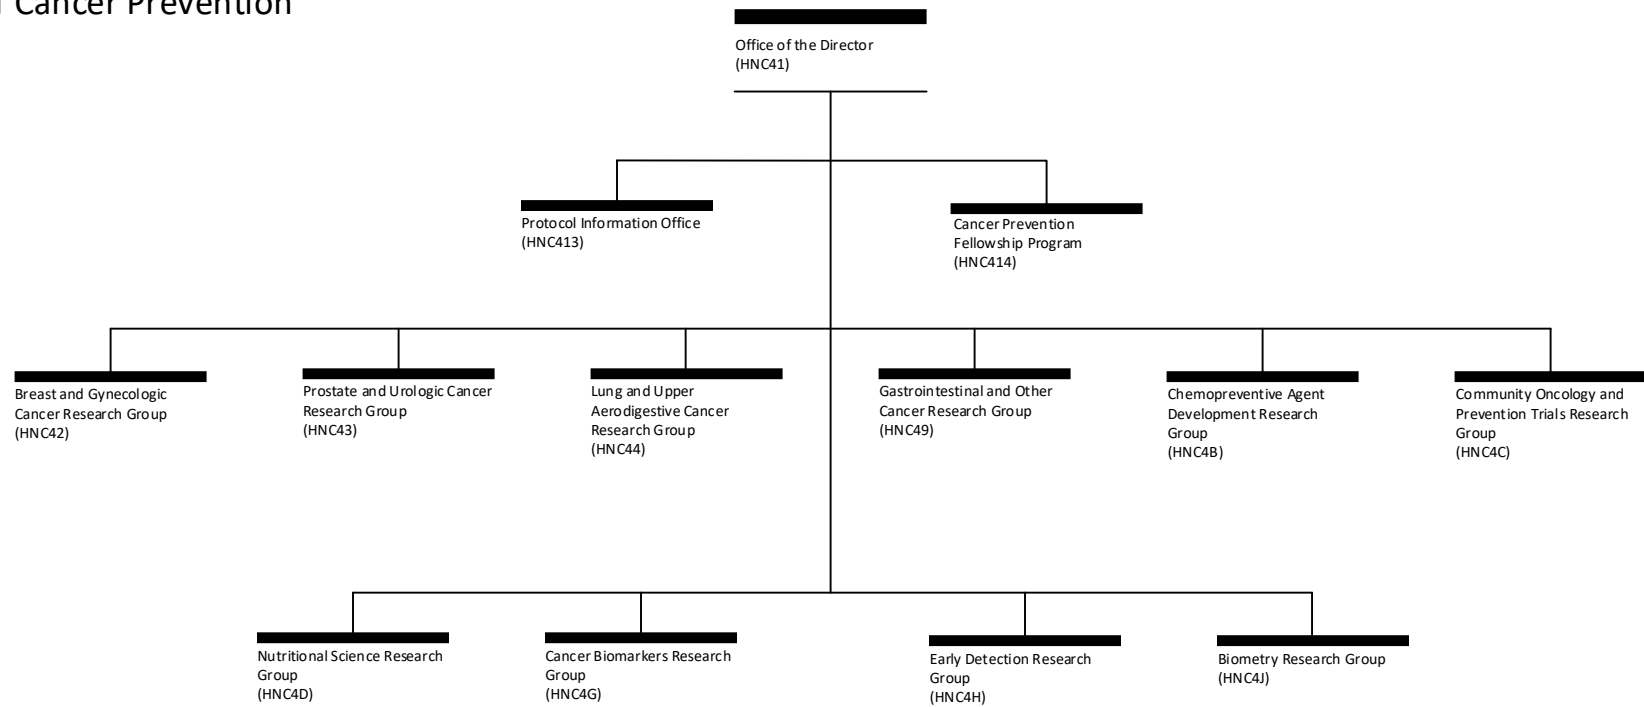 Cancer Prevention
Office of the Director
(HNC41)
Protocol Information Office
(HNC413)
Cancer Prevention
Fellowship Program
(HNC414)
Breast and Gynecologic
Cancer Research Group
(HNC42)
Prostate and Urologic Cancer
Research Group
(HNC43)
Lung and Upper
Aerodigestive Cancer
Research Group
(HNC44)
Gastrointestinal and Other
Cancer Research Group
(HNC49)
Chemopreventive Agent
Development Research
Group
(HNC4B)
Community Oncology and
Prevention Trials Research
Group
(HNC4C)
Nutritional Science Research
Group
(HNC4D)
Cancer Biomarkers Research
Group
(HNC4G)
Early Detection Research
Group
(HNC4H)
Biometry Research Group
(HNC4J)